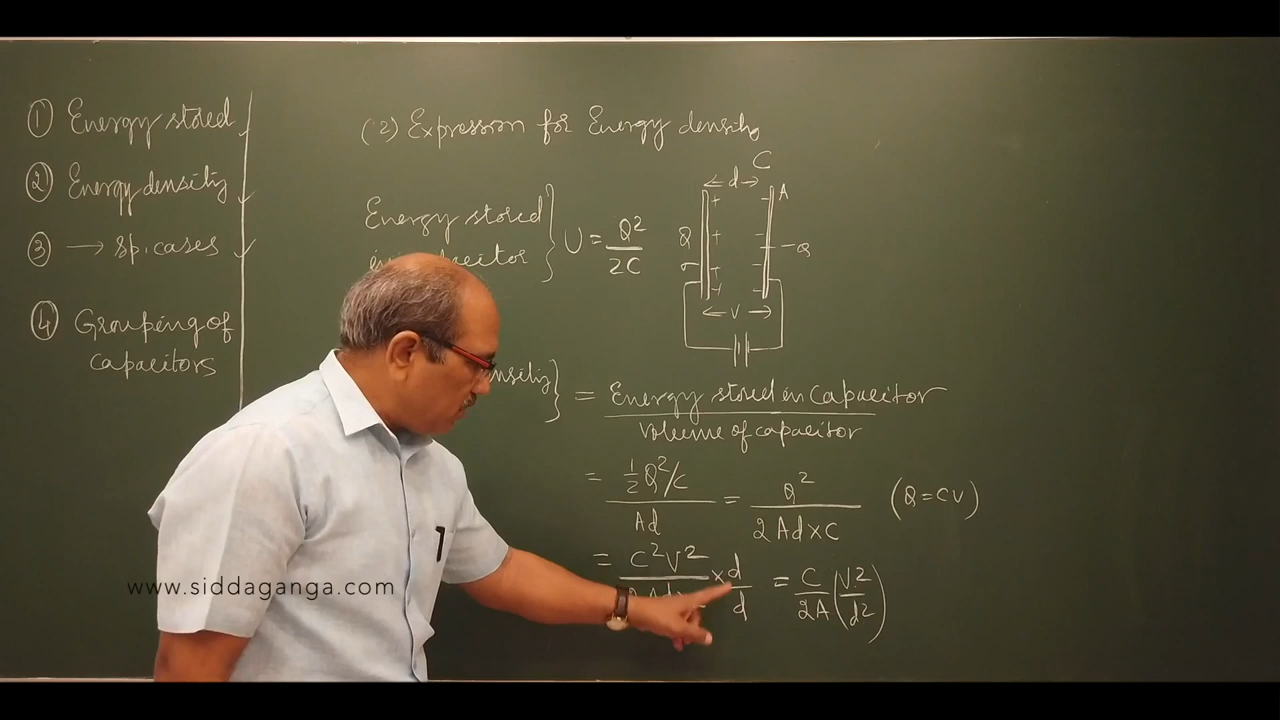 ① Energy stored
② Energy density
③ → sp. cases
④ Grouping of
capacitors
(2) Expression for Energy density
Energy stored
U = Q²/2C
C
← d →
A
+ −
+ −
Q
−Q
σ
+ −
+ −
← V →
= Energy stored in Capacitor
Volume of capacitor
= ½Q²/C / Ad = Q² / 2Ad×C (Q=CV)
= C²V² × d/d = C/2A (V²/d²)
www.siddaganga.com